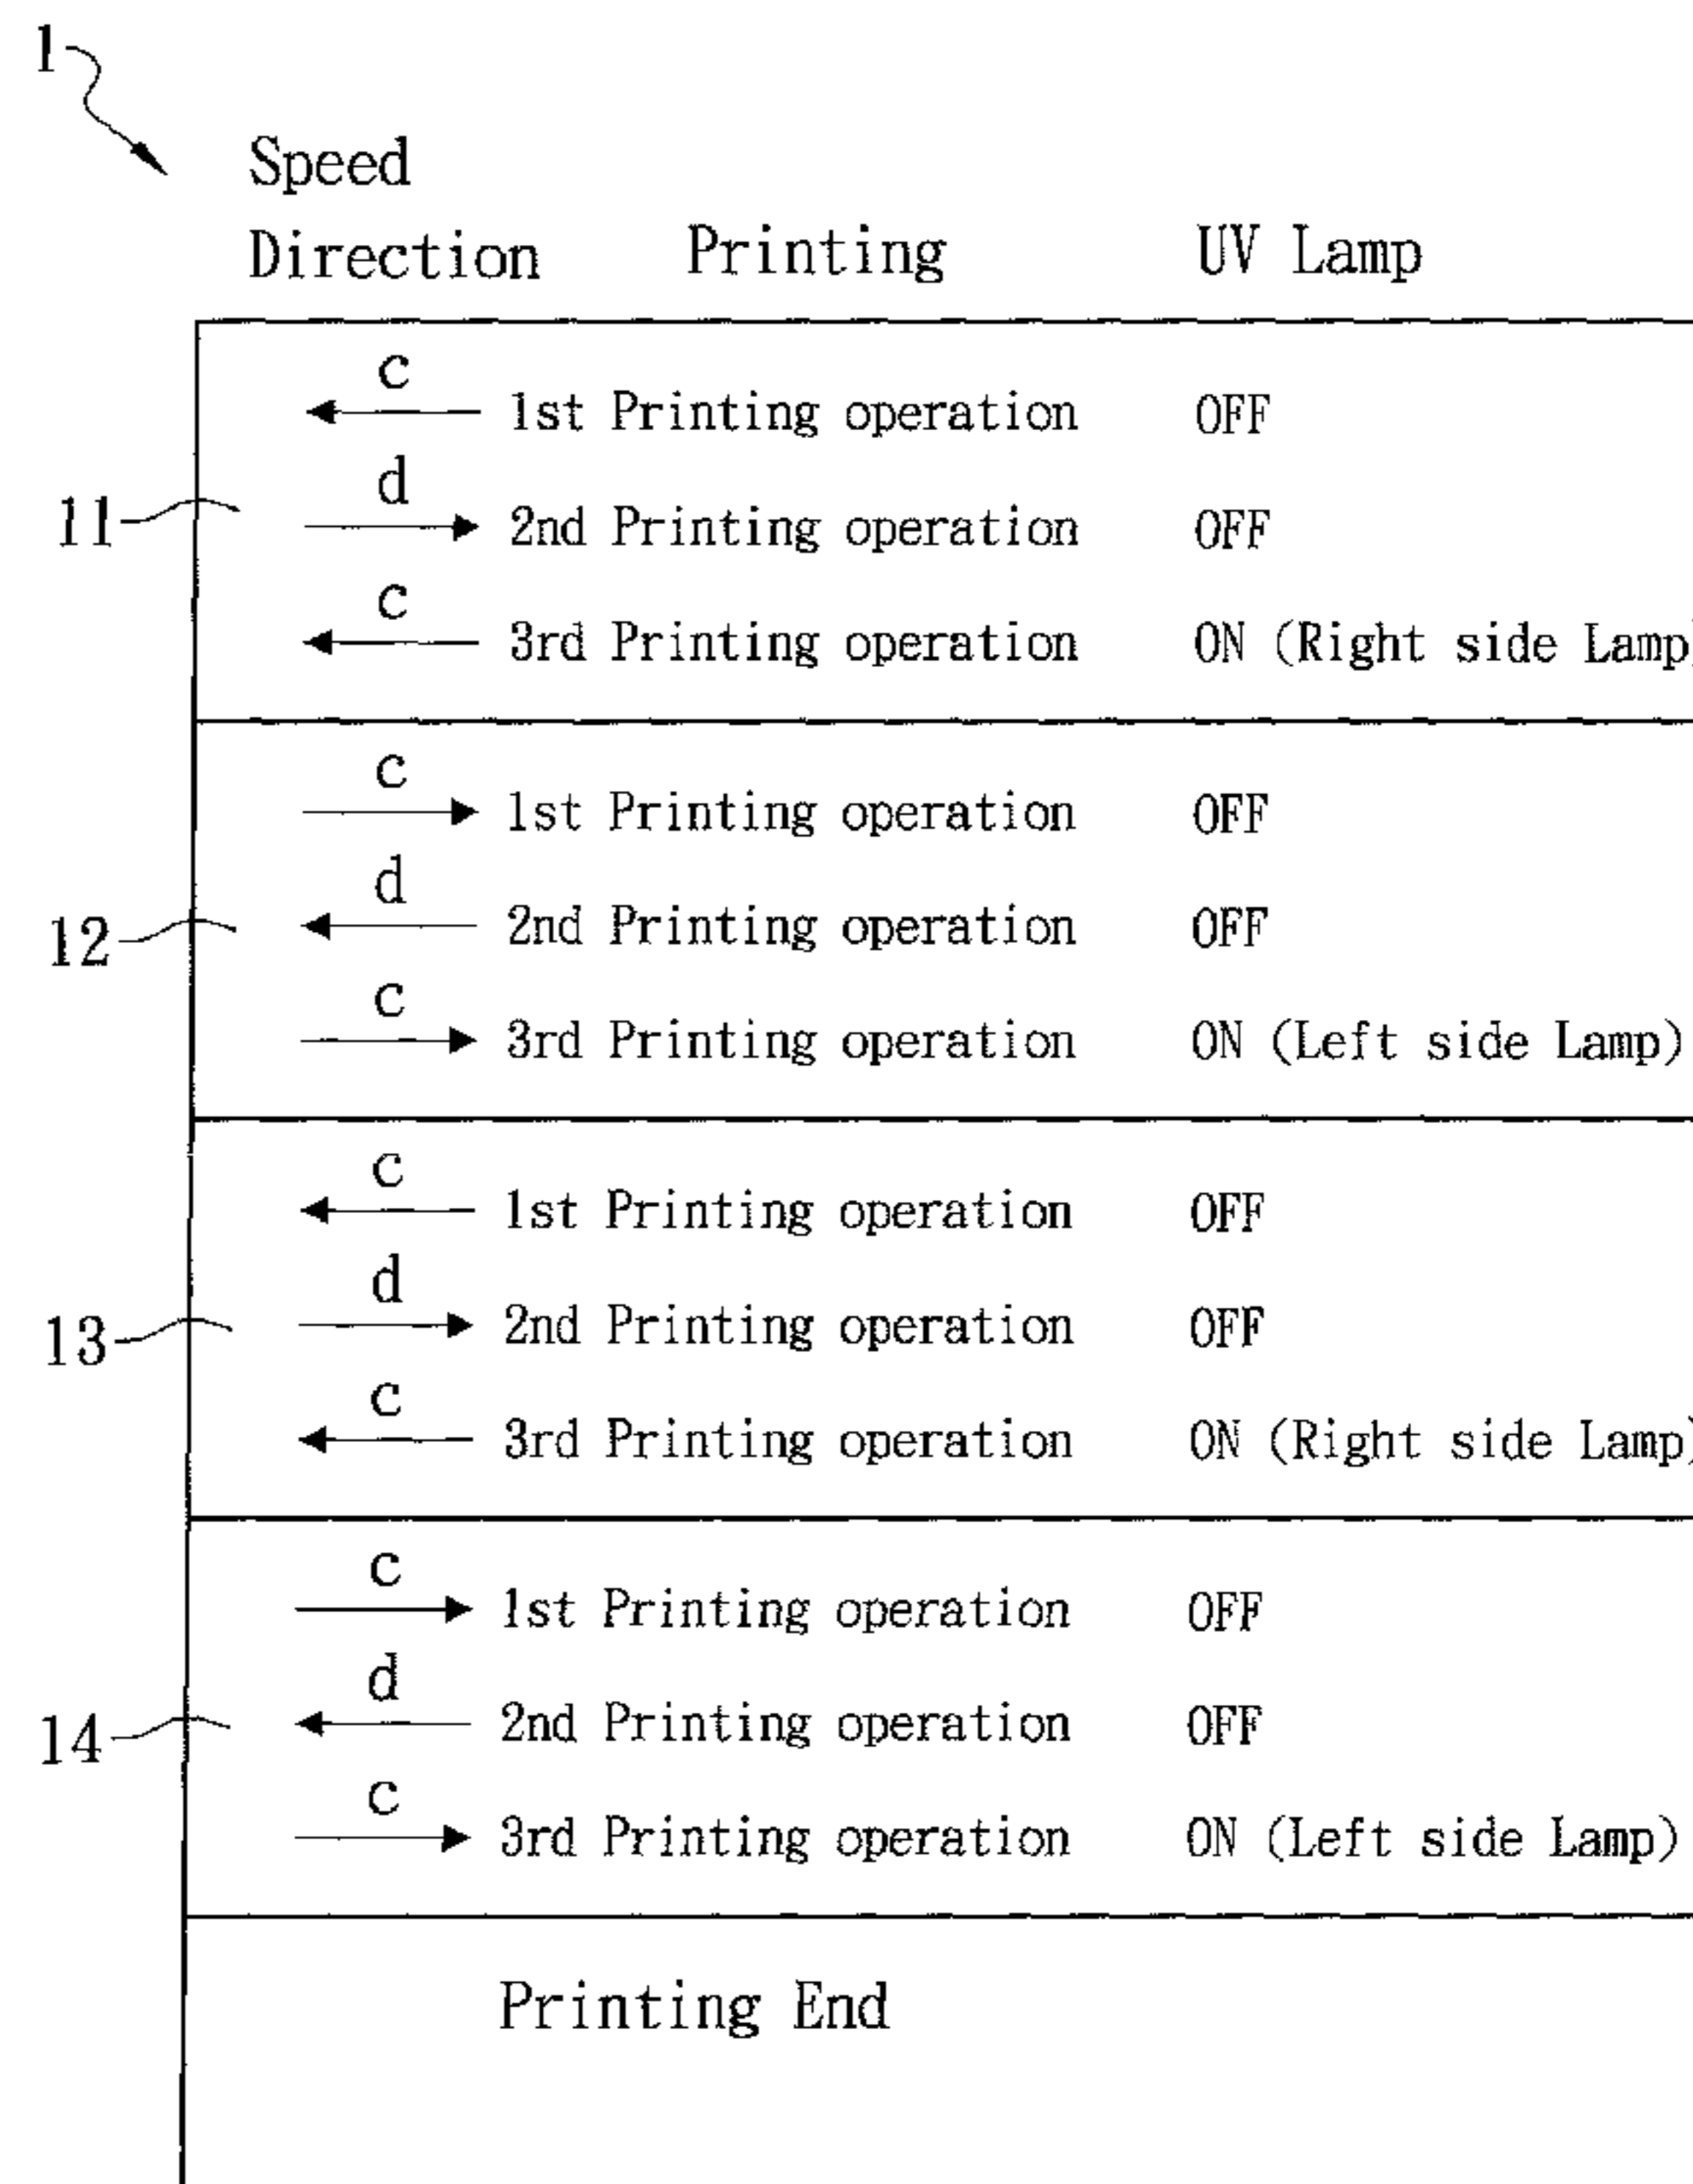 1
Speed
Direction Printing UV Lamp
c
1st Printing operation OFF
d
11 2nd Printing operation OFF
c
3rd Printing operation ON (Right side Lamp)
c
1st Printing operation OFF
d
12 2nd Printing operation OFF
c
3rd Printing operation ON (Left side Lamp)
c
1st Printing operation OFF
d
13 2nd Printing operation OFF
c
3rd Printing operation ON (Right side Lamp)
c
1st Printing operation OFF
d
14 2nd Printing operation OFF
c
3rd Printing operation ON (Left side Lamp)
Printing End